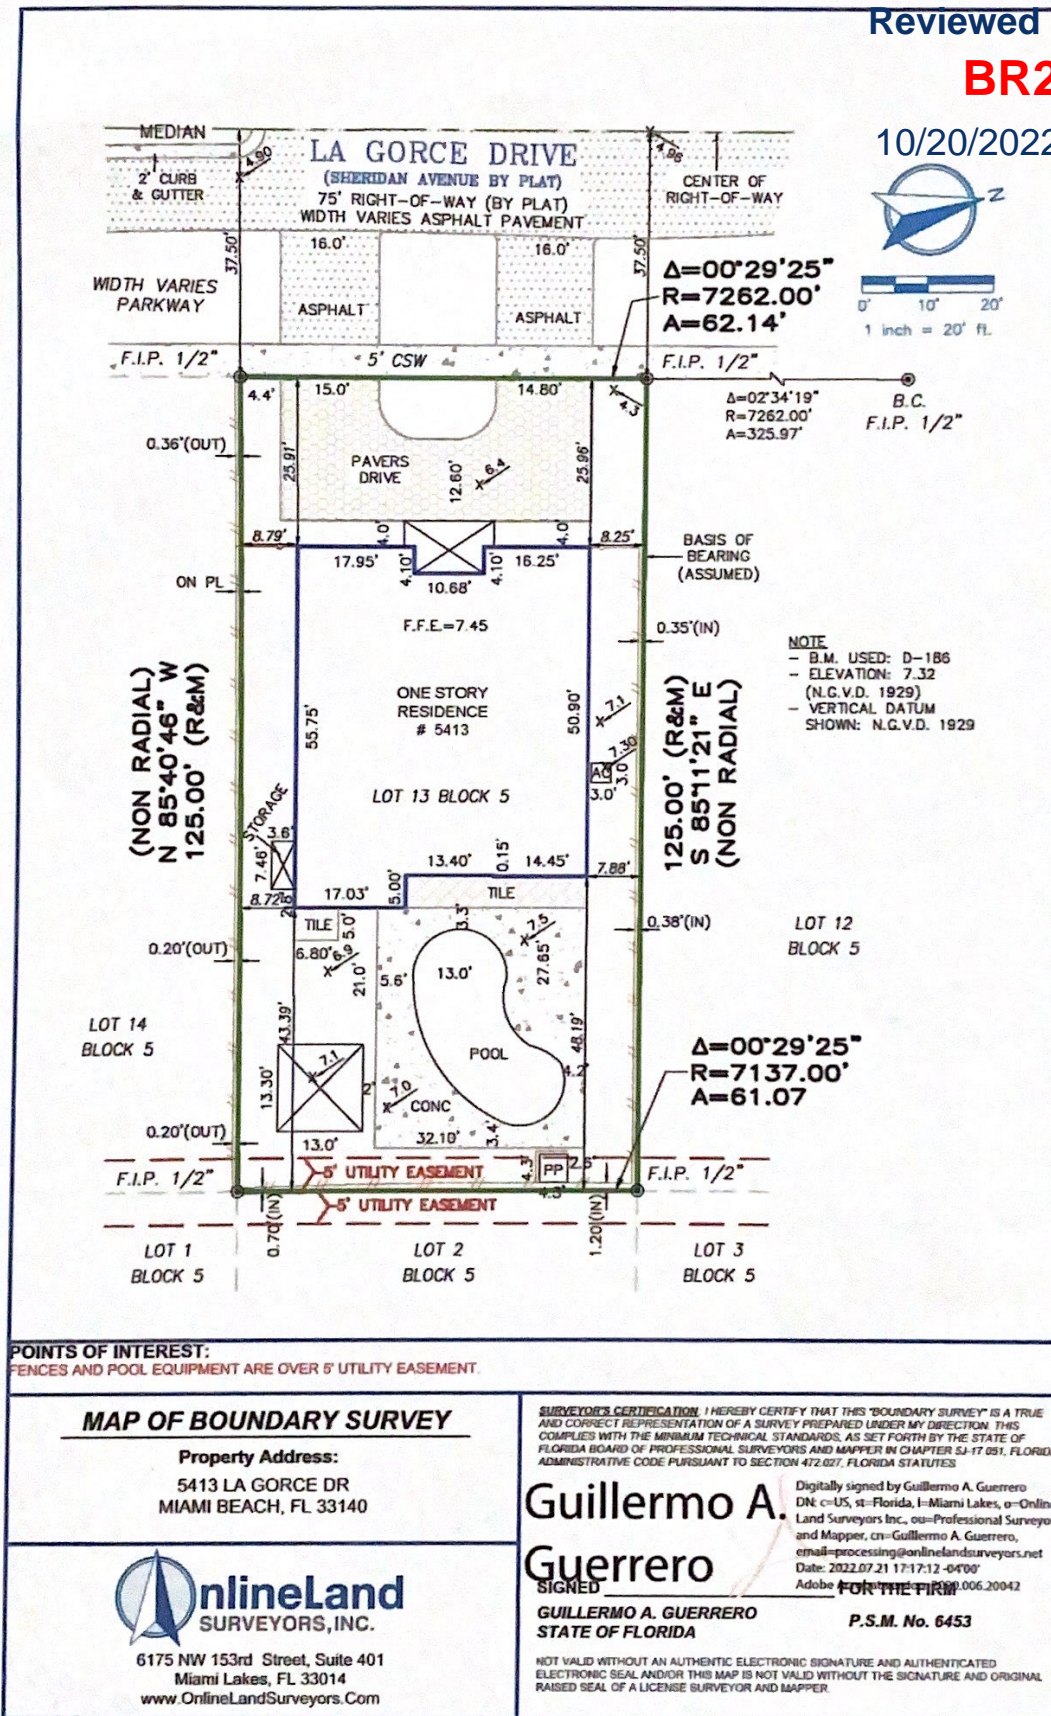 Reviewed
BR2
10/20/2022
MEDIAN
4.90
LA GORCE DRIVE
(SHERIDAN AVENUE BY PLAT)
75' RIGHT-OF-WAY (BY PLAT)
WIDTH VARIES ASPHALT PAVEMENT
2' CURB
& GUTTER
4.96
CENTER OF
RIGHT-OF-WAY
Z
37.50'
16.0'
16.0'
37.50'
WIDTH VARIES
PARKWAY
ASPHALT
ASPHALT
Δ=00°29'25"
R=7262.00'
A=62.14'
0' 10' 20'
1 inch = 20' ft.
F.I.P. 1/2"
5' CSW
F.I.P. 1/2"
4.4'
15.0'
14.80'
4.3
Δ=02°34'19"
R=7262.00'
A=325.97'
B.C.
F.I.P. 1/2"
0.36'(OUT)
25.91'
PAVERS
DRIVE
12.60'
6.4
25.96'
8.79'
4.0'
4.0'
8.25'
BASIS OF
BEARING
(ASSUMED)
17.95'
4.10'
10.68'
4.10'
16.25'
ON PL
F.F.E.=7.45
0.35'(IN)
NOTE
- B.M. USED: D-186
- ELEVATION: 7.32
(N.G.V.D. 1929)
- VERTICAL DATUM
SHOWN: N.G.V.D. 1929
(NON RADIAL)
N 85°40'46" W
125.00' (R&M)
55.75'
ONE STORY
RESIDENCE
# 5413
50.90'
7.1
7.30
AC
3.0'
3.0'
125.00' (R&M)
S 85°11'21" E
(NON RADIAL)
LOT 13 BLOCK 5
STORAGE
3.6'
7.46'
13.40'
0.15'
14.45'
7.88'
8.72'
2.8'
17.03'
5.00'
TILE
TILE
5.0'
3.3'
7.5
0.38'(IN)
LOT 12
BLOCK 5
0.20'(OUT)
6.80'
6.9
21.0'
5.6'
13.0'
27.65'
LOT 14
BLOCK 5
43.39'
POOL
48.19'
4.2'
Δ=00°29'25"
R=7137.00'
A=61.07
13.30'
7.1
2'
7.0
CONC
0.20'(OUT)
13.0'
32.10'
3.4'
F.I.P. 1/2"
5' UTILITY EASEMENT
4.3'
PP
2.5'
4.3'
F.I.P. 1/2"
5' UTILITY EASEMENT
0.70'(IN)
1.20'(IN)
LOT 1
BLOCK 5
LOT 2
BLOCK 5
LOT 3
BLOCK 5
POINTS OF INTEREST:
FENCES AND POOL EQUIPMENT ARE OVER 5' UTILITY EASEMENT.
MAP OF BOUNDARY SURVEY
Property Address:
5413 LA GORCE DR
MIAMI BEACH, FL 33140
OnlineLand
SURVEYORS, INC.
6175 NW 153rd Street, Suite 401
Miami Lakes, FL 33014
www.OnlineLandSurveyors.Com
SURVEYOR'S CERTIFICATION: I HEREBY CERTIFY THAT THIS "BOUNDARY SURVEY" IS A TRUE
AND CORRECT REPRESENTATION OF A SURVEY PREPARED UNDER MY DIRECTION. THIS
COMPLIES WITH THE MINIMUM TECHNICAL STANDARDS, AS SET FORTH BY THE STATE OF
FLORIDA BOARD OF PROFESSIONAL SURVEYORS AND MAPPER IN CHAPTER 5J-17 051, FLORIDA
ADMINISTRATIVE CODE PURSUANT TO SECTION 472.027, FLORIDA STATUTES
Guillermo A.
Guerrero
Digitally signed by Guillermo A. Guerrero
DN: c=US, st=Florida, l=Miami Lakes, o=Online
Land Surveyors Inc., ou=Professional Surveyor
and Mapper, cn=Guillermo A. Guerrero,
email=processing@onlinelandsurveyors.net
Date: 2022.07.21 17:17:12 -04'00'
Adobe 006.20042
SIGNED FOR THE FIRM
GUILLERMO A. GUERRERO
STATE OF FLORIDA
P.S.M. No. 6453
NOT VALID WITHOUT AN AUTHENTIC ELECTRONIC SIGNATURE AND AUTHENTICATED
ELECTRONIC SEAL AND/OR THIS MAP IS NOT VALID WITHOUT THE SIGNATURE AND ORIGINAL
RAISED SEAL OF A LICENSE SURVEYOR AND MAPPER.